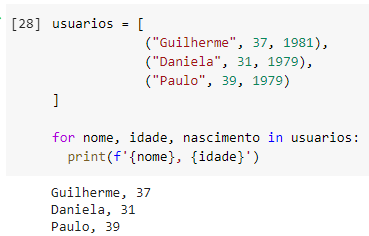 [28] usuarios = [
("Guilherme", 37, 1981),
("Daniela", 31, 1979),
("Paulo", 39, 1979)
]
for nome, idade, nascimento in usuarios:
print(f'{nome}, {idade}')
Guilherme, 37
Daniela, 31
Paulo, 39